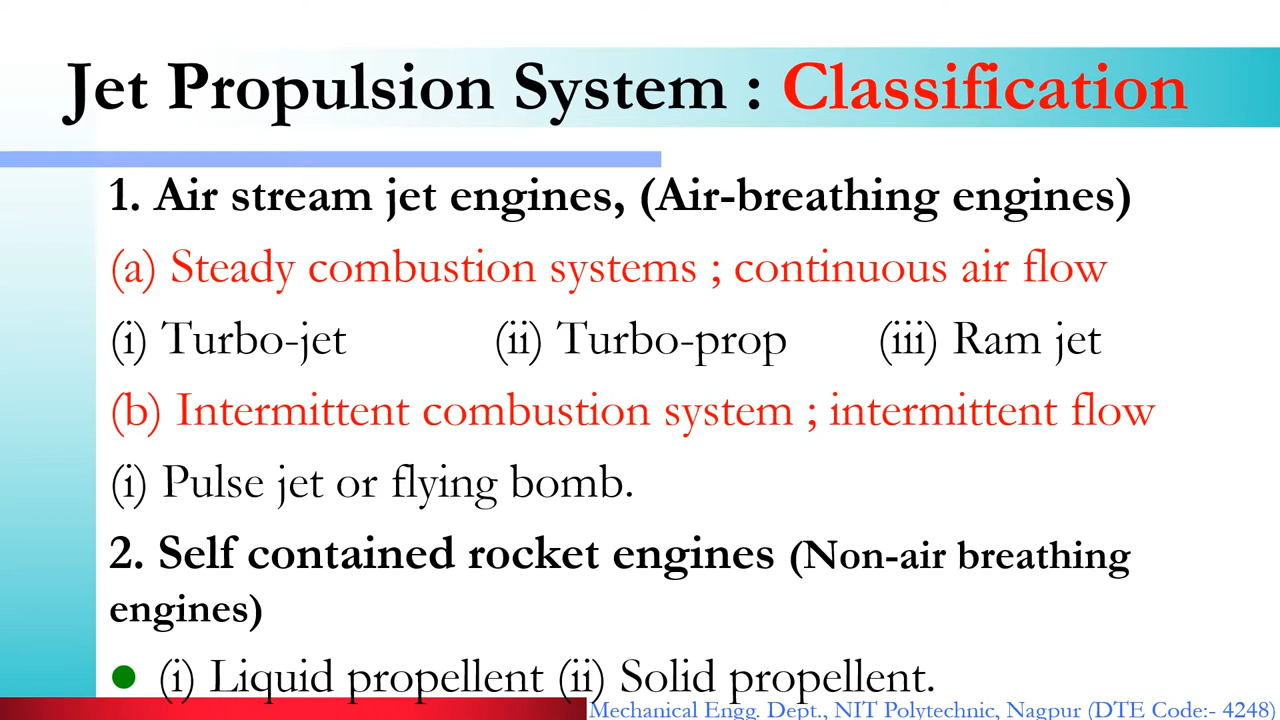 Jet Propulsion System : Classification
1. Air stream jet engines, (Air-breathing engines)
(a) Steady combustion systems ; continuous air flow
(i) Turbo-jet (ii) Turbo-prop (iii) Ram jet
(b) Intermittent combustion system ; intermittent flow
(i) Pulse jet or flying bomb.
2. Self contained rocket engines (Non-air breathing
engines)
● (i) Liquid propellent (ii) Solid propellent.
Mechanical Engg. Dept., NIT Polytechnic, Nagpur (DTE Code:- 4248)